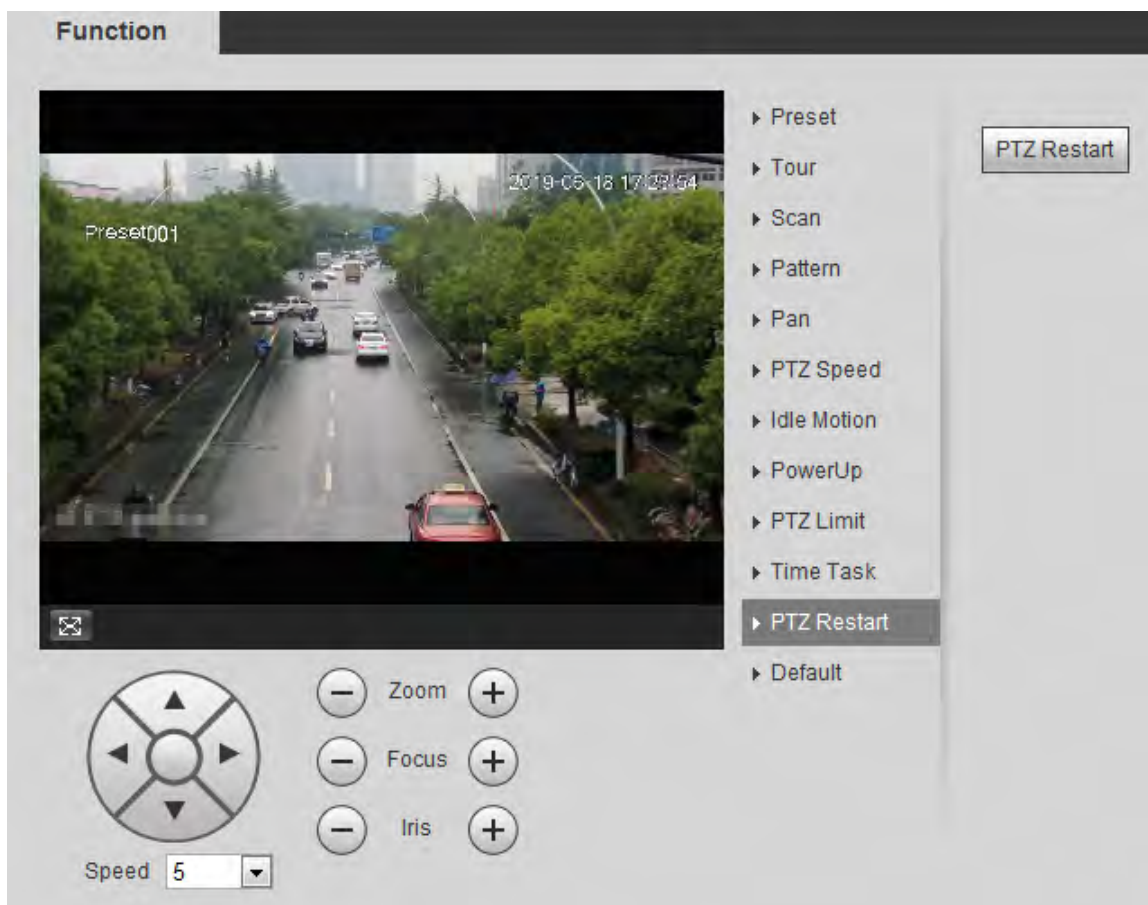 Function
2019-06-18 17:28:54
Preset001
Preset
Tour
Scan
Pattern
Pan
PTZ Speed
Idle Motion
PowerUp
PTZ Limit
Time Task
PTZ Restart
Default
PTZ Restart
Zoom
Focus
Iris
Speed 5